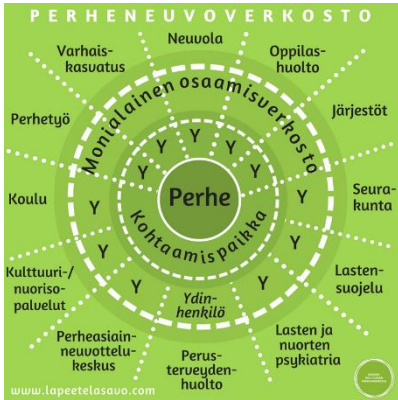 PERHENEUVOVERKOSTO
Neuvola
Varhais-
kasvatus
Oppilas-
huolto
Perhetyö
Järjestöt
Monialainen osaamisverkosto
Y Y Y Y Y
Koulu
Y
Perhe
Y
Seura-
kunta
Kohtaamispaikka
Y
Y
Kulttuuri-/
nuoriso-
palvelut
Lasten-
suojelu
Y
Ydin-
henkilö
Y
Perheasiain-
neuvottelu-
keskus
Perus-
terveyden-
huolto
Lasten ja
nuorten
psykiatria
www.lapeetelasavo.com